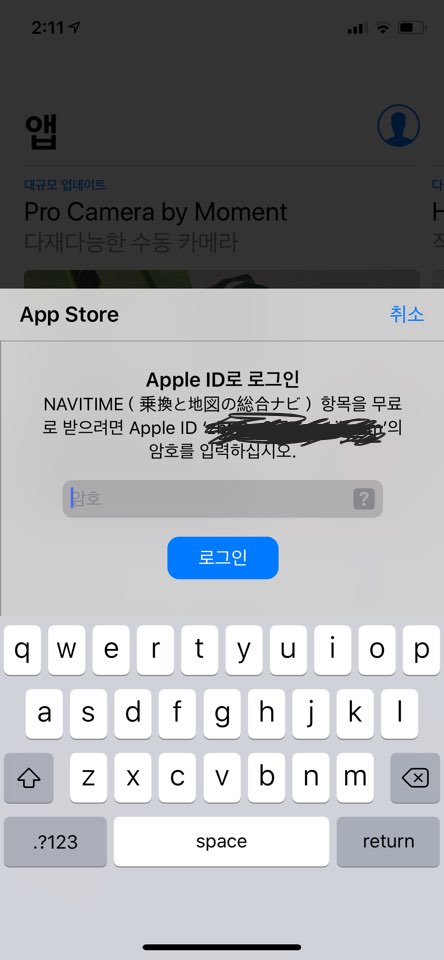 2:11
앱
대규모 업데이트
Pro Camera by Moment
다재다능한 수동 카메라
App Store
취소
Apple ID로 로그인
NAVITIME ( 乗換と地図の総合ナビ ) 항목을 무료
로 받으려면 Apple ID ‘ ’의
암호를 입력하십시오.
암호 ?
로그인
q w e r t y u i o p
a s d f g h j k l
z x c v b n m
.?123 space return